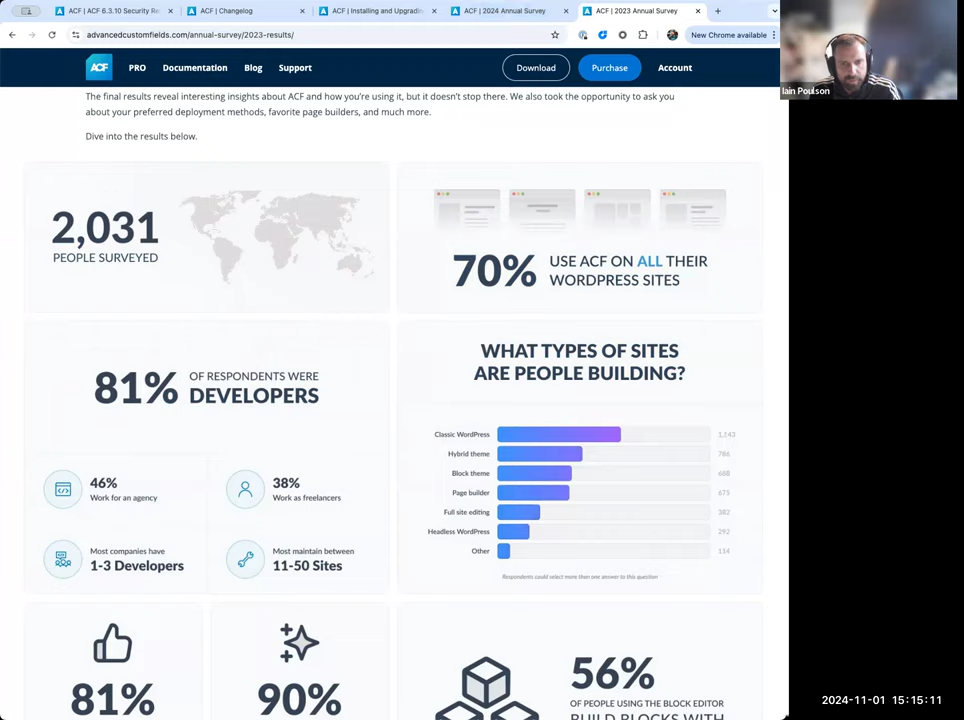 ACF | ACF 6.3.10 Security Re
ACF | Changelog
ACF | Installing and Upgradin
ACF | 2024 Annual Survey
ACF | 2023 Annual Survey
advancedcustomfields.com/annual-survey/2023-results/
New Chrome available
ACF
PRO
Documentation
Blog
Support
Download
Purchase
Account
Iain Poulson
The final results reveal interesting insights about ACF and how you're using it, but it doesn't stop there. We also took the opportunity to ask you
about your preferred deployment methods, favorite page builders, and much more.
Dive into the results below.
2,031
PEOPLE SURVEYED
70%
USE ACF ON ALL THEIR
WORDPRESS SITES
81%
OF RESPONDENTS WERE
DEVELOPERS
46%
Work for an agency
38%
Work as freelancers
Most companies have
1-3 Developers
Most maintain between
11-50 Sites
WHAT TYPES OF SITES
ARE PEOPLE BUILDING?
Classic WordPress 1,143
Hybrid theme 786
Block theme 688
Page builder 675
Full site editing 382
Headless WordPress 292
Other 114
Respondents could select more than one answer to this question
81%
90%
56%
OF PEOPLE USING THE BLOCK EDITOR
BUILD BLOCKS WITH
2024-11-01 15:15:11